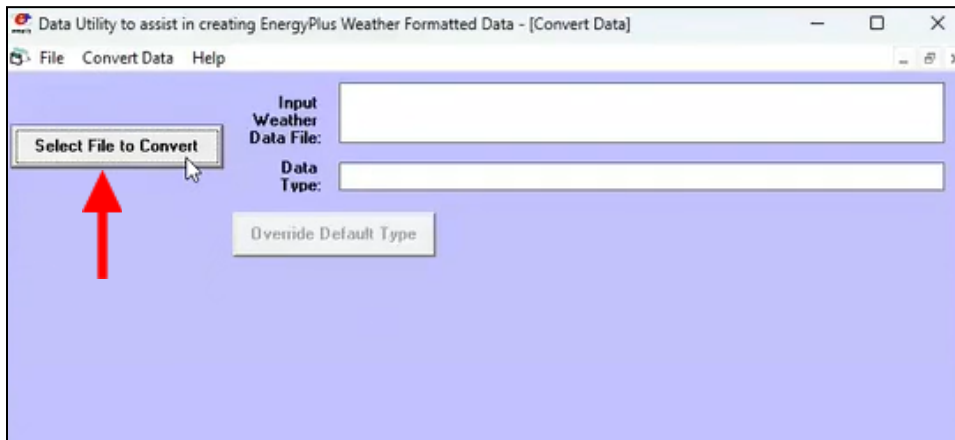 Data Utility to assist in creating EnergyPlus Weather Formatted Data - [Convert Data]
File Convert Data Help
Select File to Convert
Input
Weather
Data File:
Data
Type:
Override Default Type